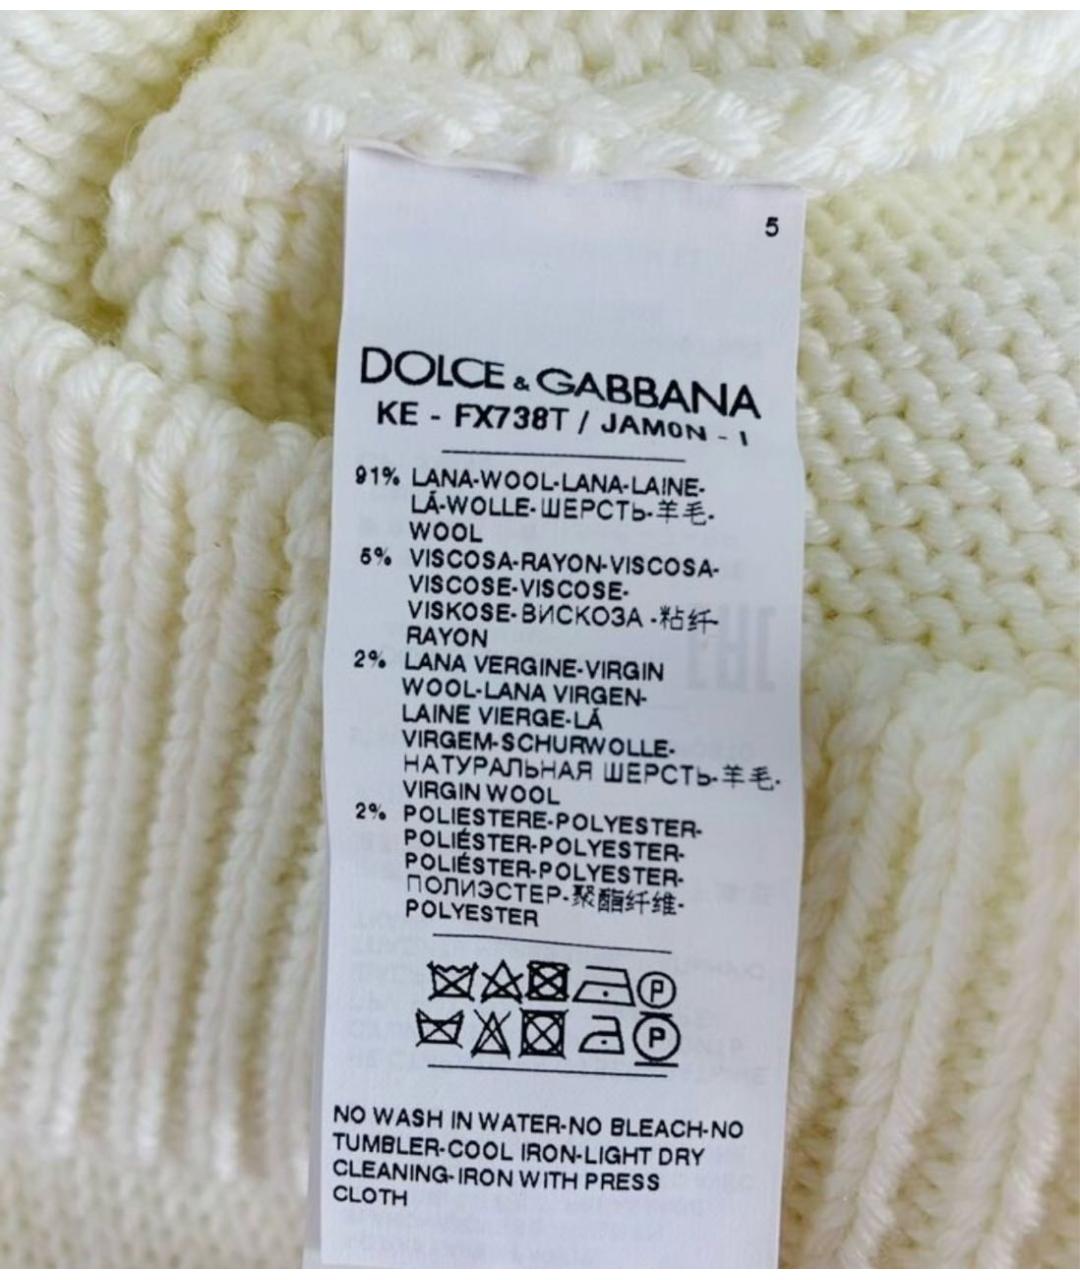 5
DOLCE & GABBANA
KE - FX738T / JAMON - 1
91% LANA-WOOL-LANA-LAINE-
LÁ-WOLLE-ШЕРСТЬ-羊毛-
WOOL
5% VISCOSA-RAYON-VISCOSA-
VISCOSE-VISCOSE-
VISKOSE-ВИСКОЗА -粘纤-
RAYON
2% LANA VERGINE-VIRGIN
WOOL-LANA VIRGEN-
LAINE VIERGE-LÁ
VIRGEM-SCHURWOLLE-
НАТУРАЛЬНАЯ ШЕРСТЬ-羊毛-
VIRGIN WOOL
2% POLIESTERE-POLYESTER-
POLIÉSTER-POLYESTER-
POLIÉSTER-POLYESTER-
ПОЛИЭСТЕР-聚酯纤维-
POLYESTER
P
P
NO WASH IN WATER-NO BLEACH-NO
TUMBLER-COOL IRON-LIGHT DRY
CLEANING-IRON WITH PRESS
CLOTH